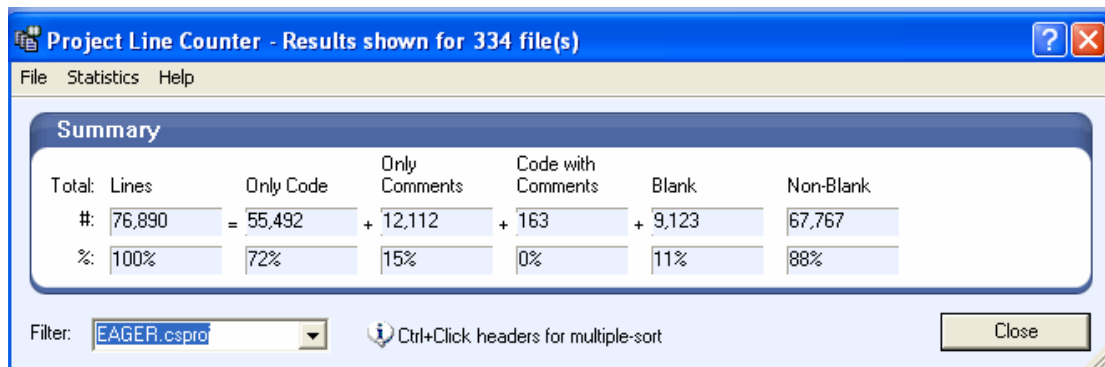 Project Line Counter - Results shown for 334 file(s)
File Statistics Help
Summary
Total: Lines Only Code Only Comments Code with Comments Blank Non-Blank
#: 76,890 = 55,492 + 12,112 + 163 + 9,123 67,767
%: 100% 72% 15% 0% 11% 88%
Filter: EAGER.csproj Ctrl+Click headers for multiple-sort Close